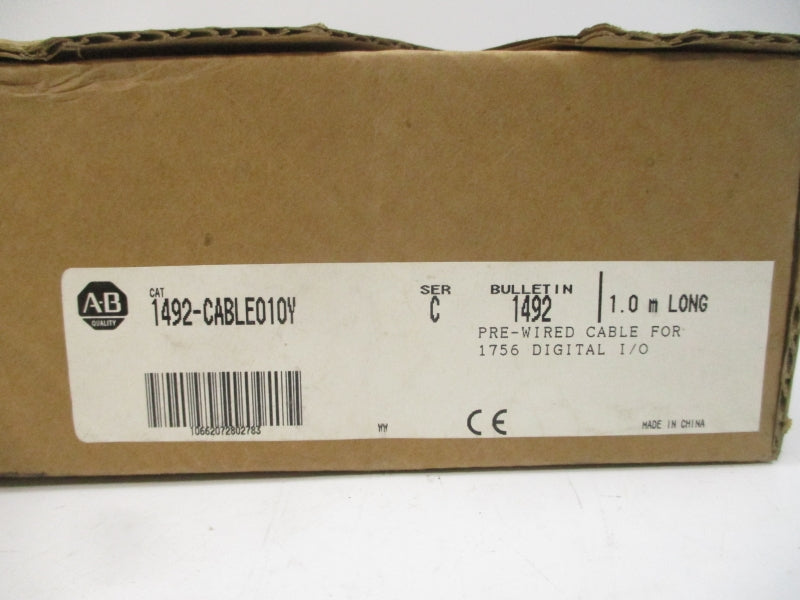 A-B
QUALITY
CAT
1492-CABLE010Y
SER
C
BULLETIN
1492
1.0 m LONG
PRE-WIRED CABLE FOR
1756 DIGITAL I/O
10662072802783
WW
CE
MADE IN CHINA